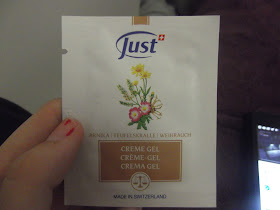 Just
ARNIKA / TEUFELSKRALLE / WEIHRAUCH
CREME GEL
CRÈME-GEL
CREMA GEL
MADE IN SWITZERLAND